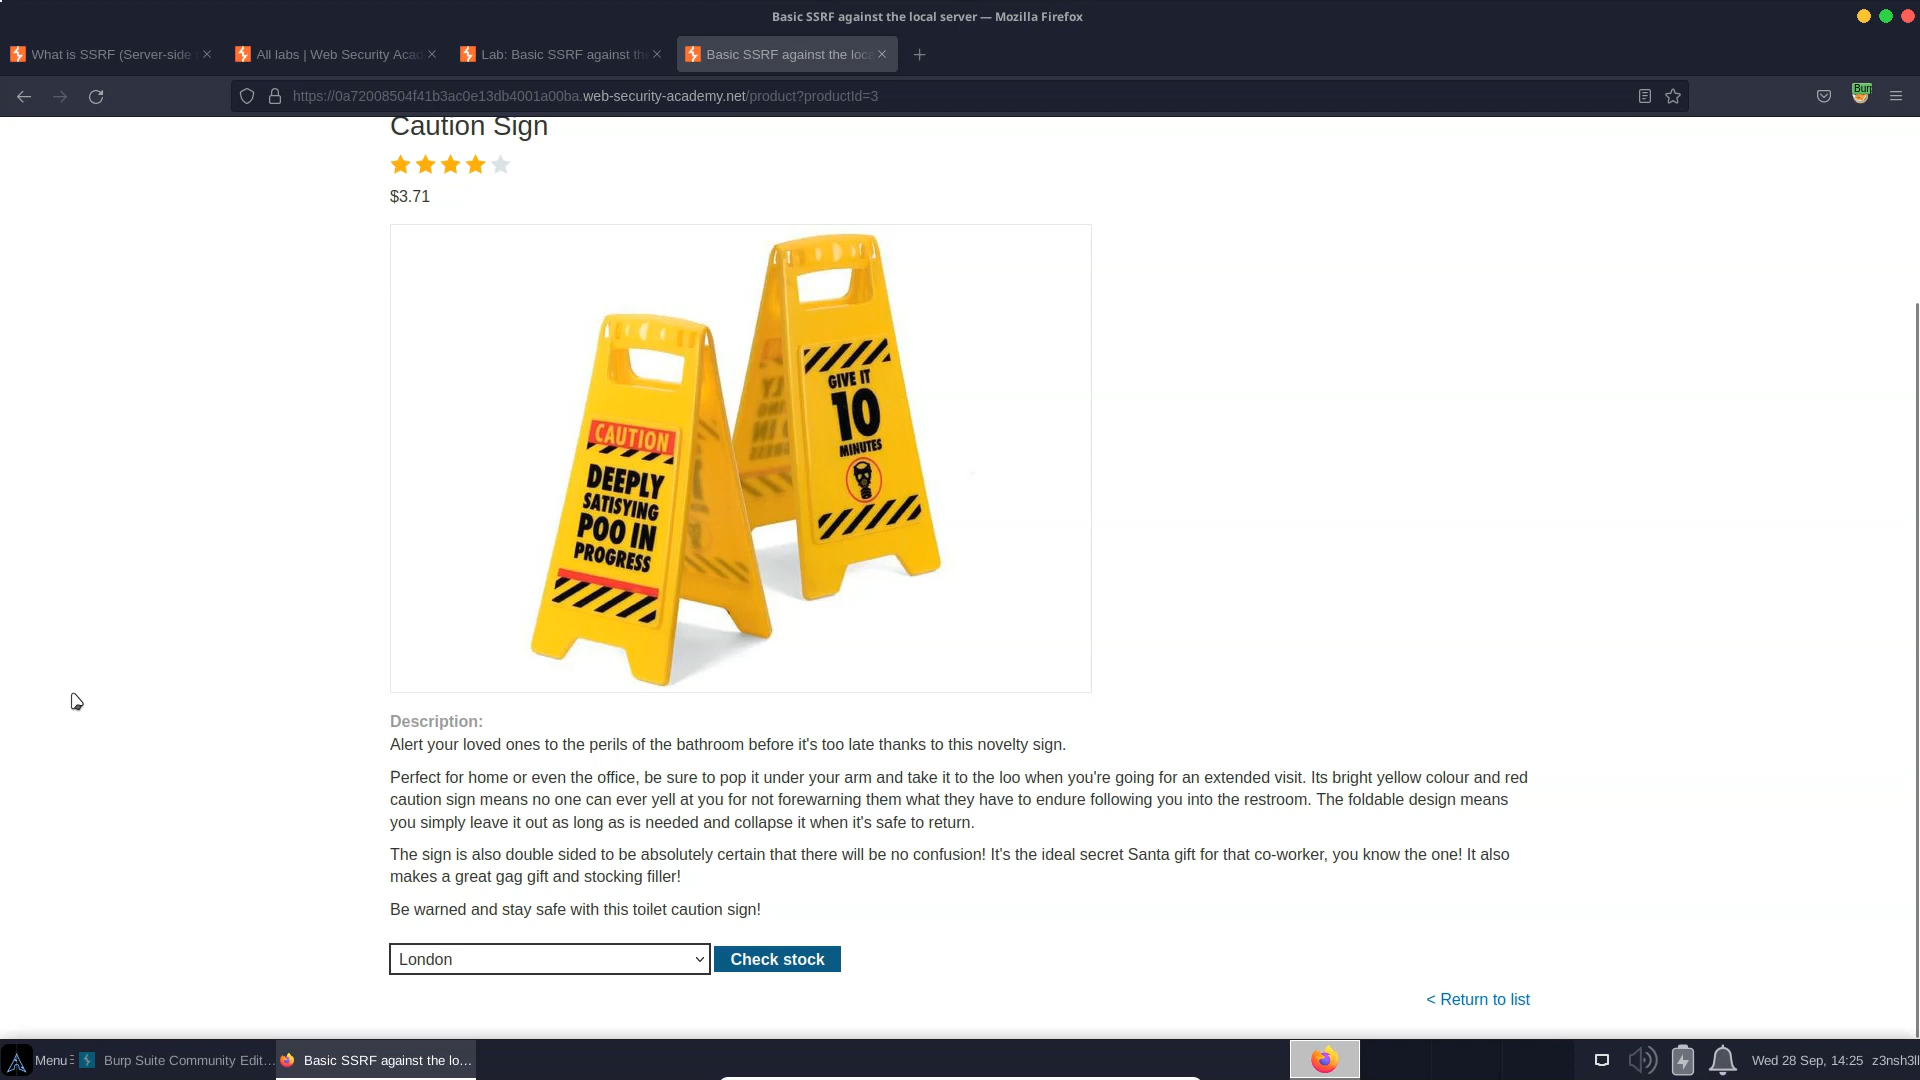 Basic SSRF against the local server — Mozilla Firefox
What is SSRF (Server-side
All labs | Web Security Acad
Lab: Basic SSRF against the
Basic SSRF against the loca
https://0a72008504f41b3ac0e13db4001a00ba.web-security-academy.net/product?productId=3
Burp
Caution Sign
$3.71
GIVE IT
10
MINUTES
CAUTION
DEEPLY
SATISYING
POO IN
PROGRESS
Description:
Alert your loved ones to the perils of the bathroom before it's too late thanks to this novelty sign.
Perfect for home or even the office, be sure to pop it under your arm and take it to the loo when you're going for an extended visit. Its bright yellow colour and red
caution sign means no one can ever yell at you for not forewarning them what they have to endure following you into the restroom. The foldable design means
you simply leave it out as long as is needed and collapse it when it's safe to return.
The sign is also double sided to be absolutely certain that there will be no confusion! It's the ideal secret Santa gift for that co-worker, you know the one! It also
makes a great gag gift and stocking filler!
Be warned and stay safe with this toilet caution sign!
London
Check stock
< Return to list
Menu
Burp Suite Community Edit...
Basic SSRF against the lo...
Wed 28 Sep, 14:25
z3nsh3ll